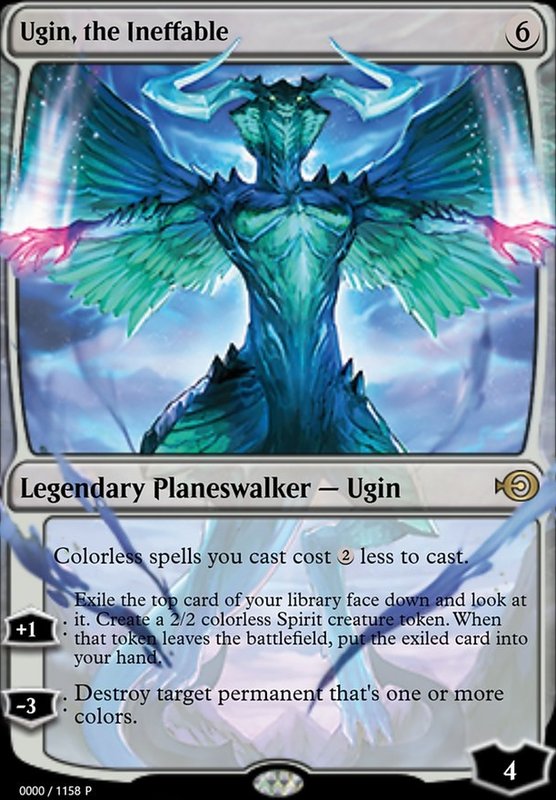 Ugin, the Ineffable 6
Legendary Planeswalker — Ugin
Colorless spells you cast cost 2 less to cast.
+1 : Exile the top card of your library face down and look at
it. Create a 2/2 colorless Spirit creature token. When
that token leaves the battlefield, put the exiled card into
your hand.
-3 : Destroy target permanent that's one or more
colors.
4
0000 / 1158 P